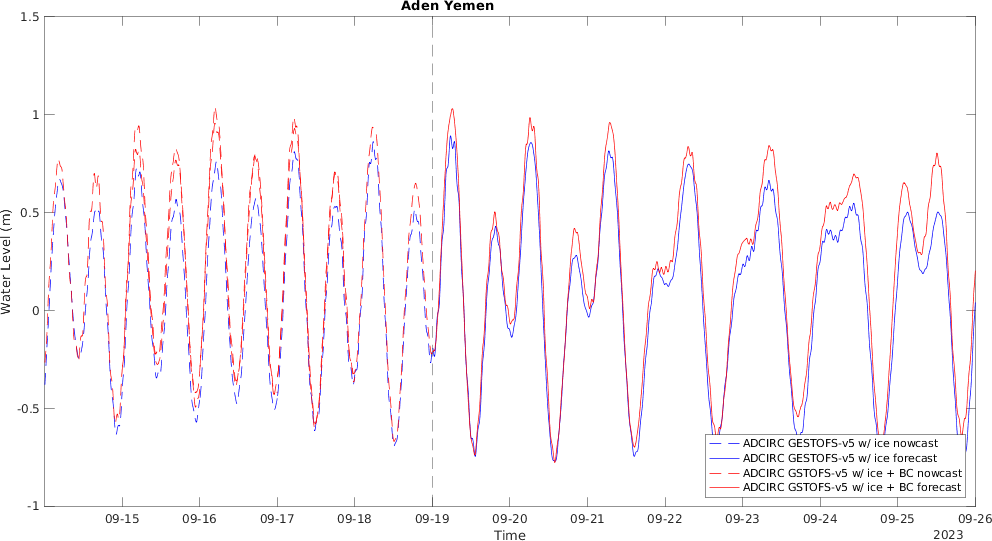 Aden Yemen
1.5
1
0.5
0
-0.5
-1
Water Level (m)
09-15 09-16 09-17 09-18 09-19 09-20 09-21 09-22 09-23 09-24 09-25 09-26
Time
2023
ADCIRC GESTOFS-v5 w/ ice nowcast
ADCIRC GESTOFS-v5 w/ ice forecast
ADCIRC GSTOFS-v5 w/ ice + BC nowcast
ADCIRC GSTOFS-v5 w/ ice + BC forecast